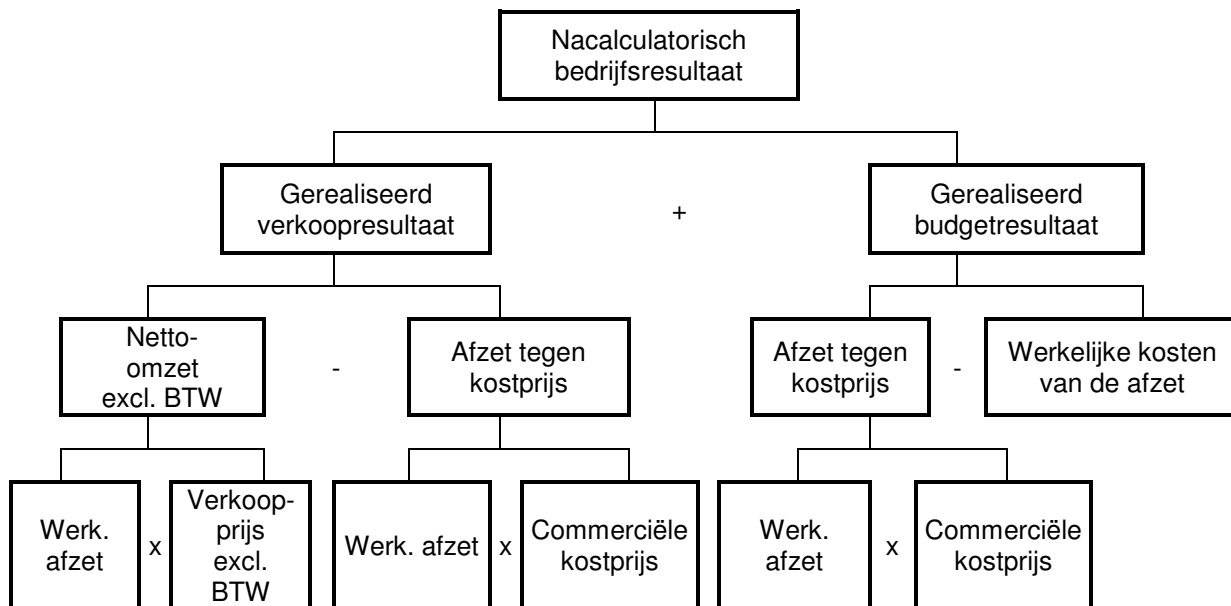 Nacalculatorisch
bedrijfsresultaat
Gerealiseerd
verkoopresultaat
+
Gerealiseerd
budgetresultaat
Netto-
omzet
excl. BTW
-
Afzet tegen
kostprijs
Afzet tegen
kostprijs
-
Werkelijke kosten
van de afzet
Werk.
afzet
x
Verkoop-
prijs
excl.
BTW
Werk. afzet
x
Commerciële
kostprijs
Werk.
afzet
x
Commerciële
kostprijs